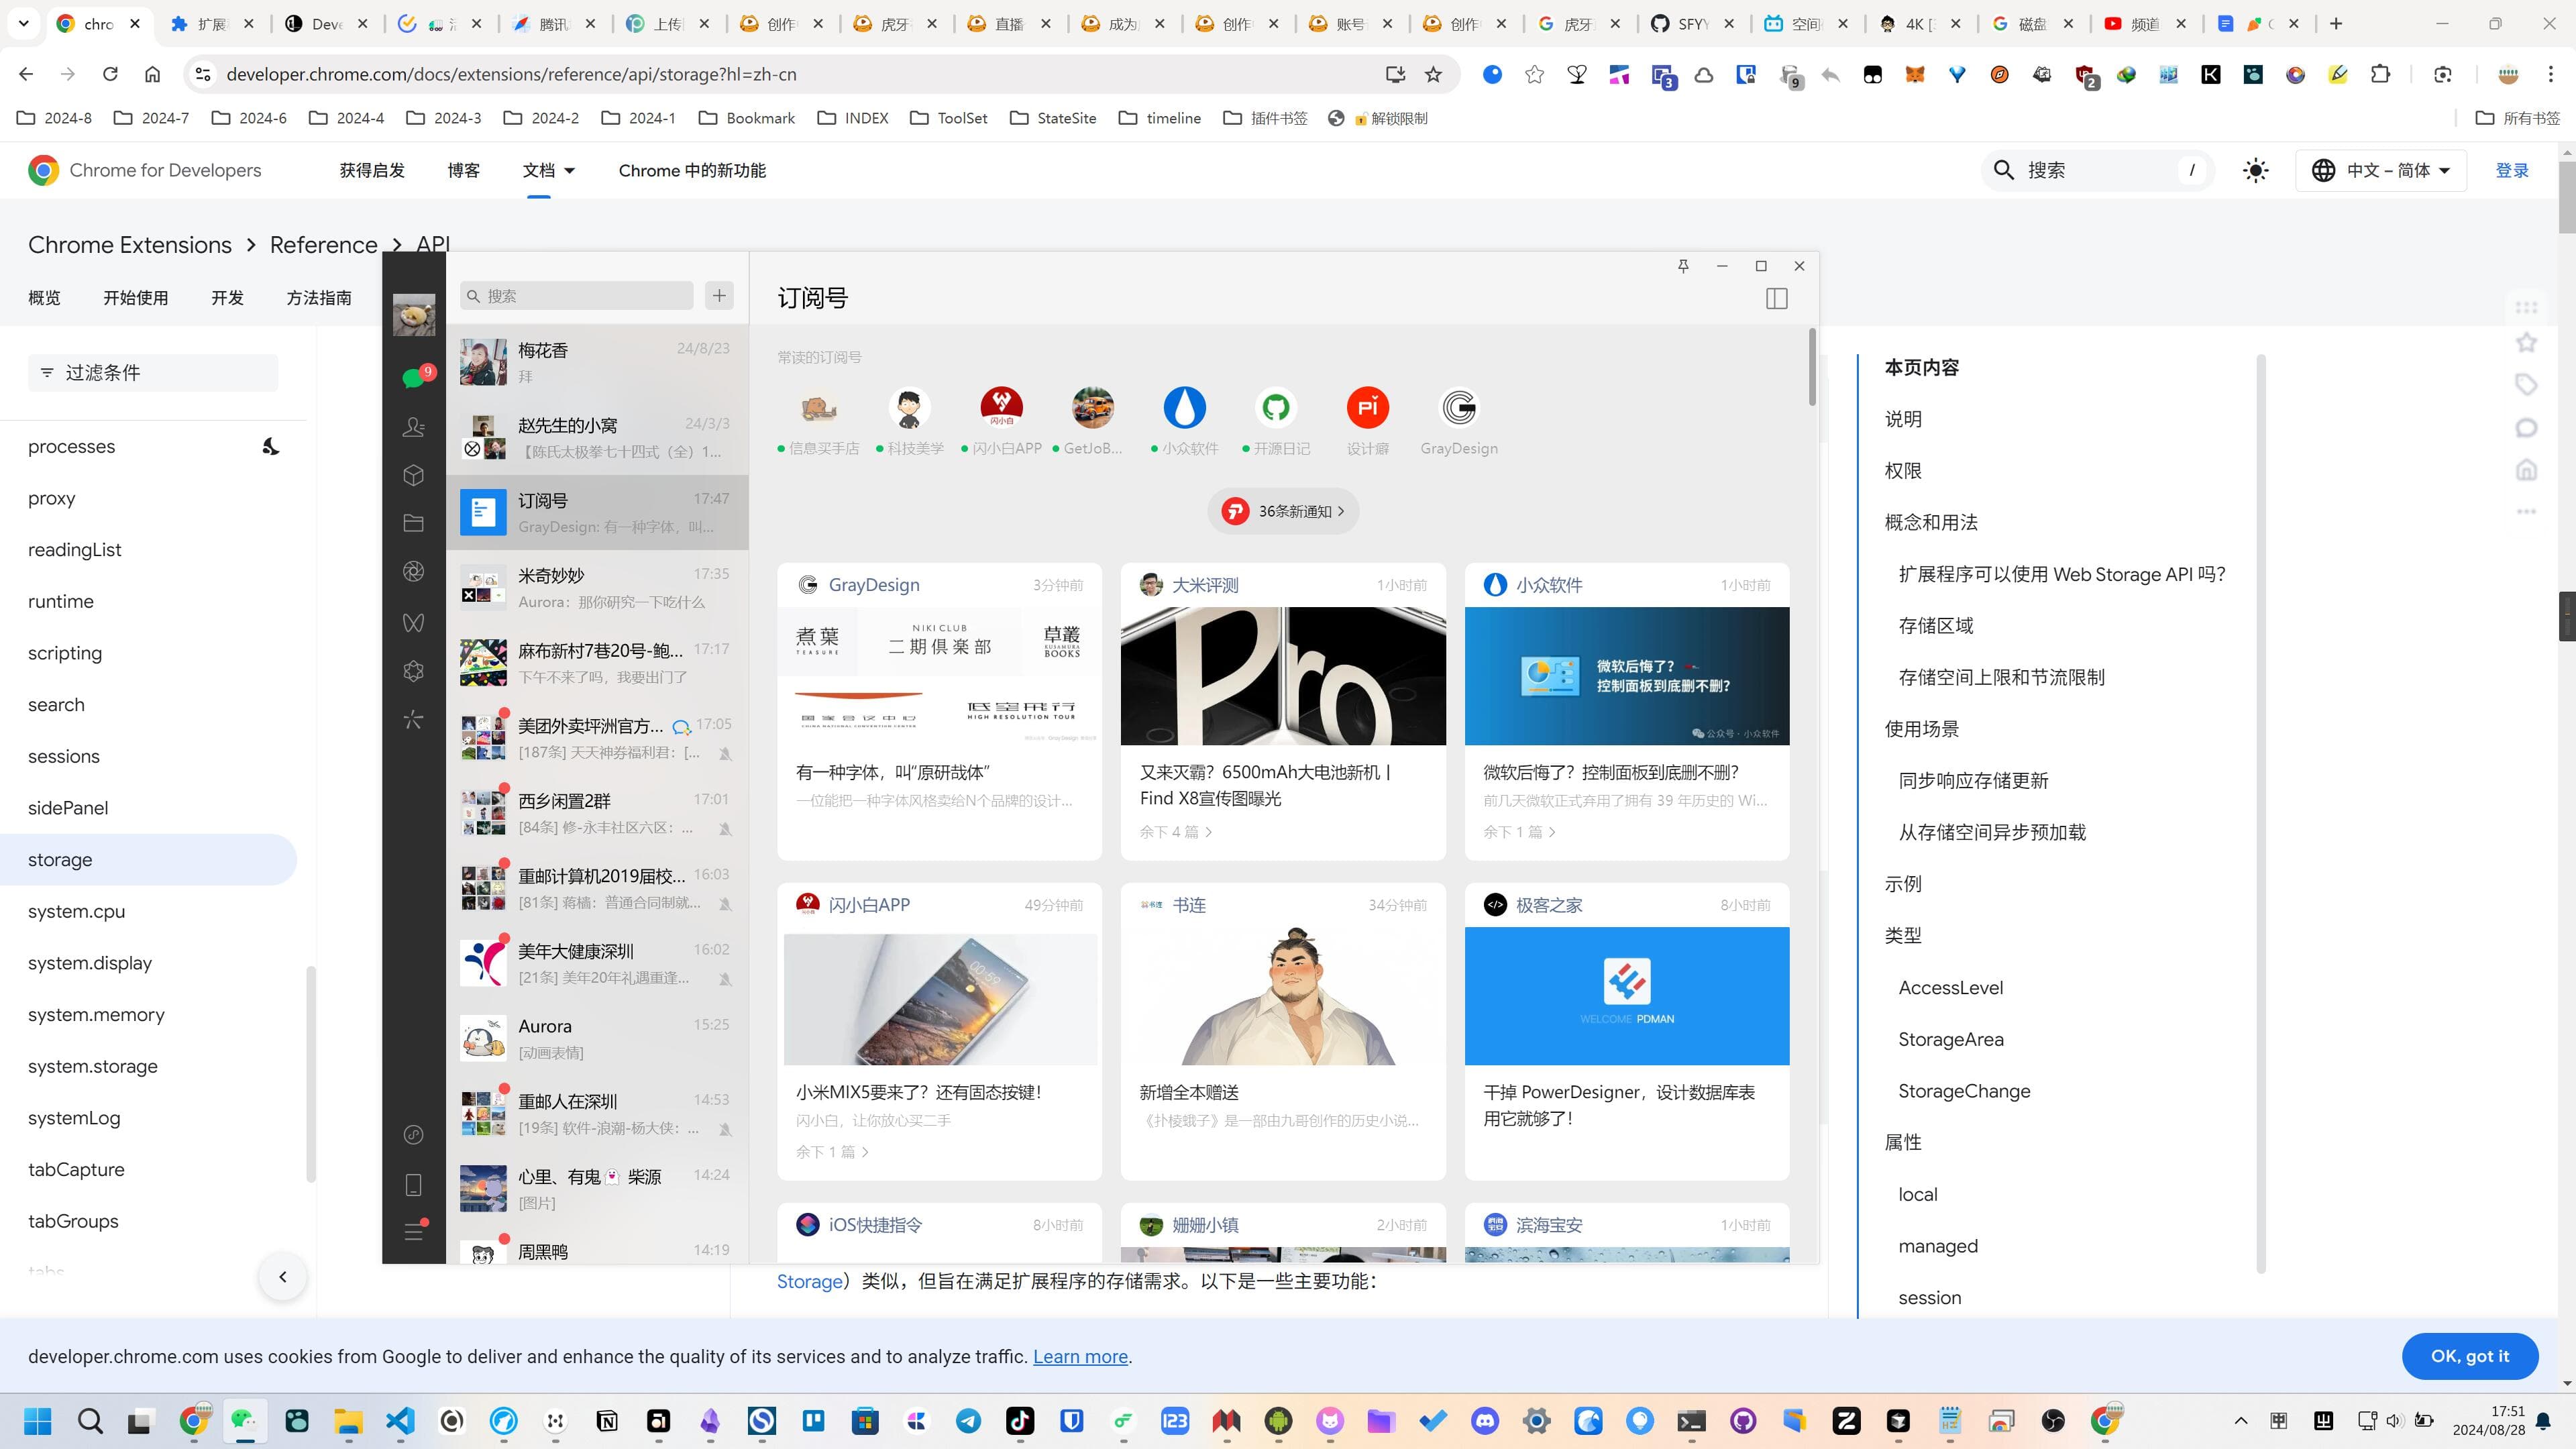 chro
扩展
Deve
腾讯
上传
创作
虎牙
直播
成为
创作
账号
创作
虎牙
SFYY
空间
4K [
磁盘
频道
developer.chrome.com/docs/extensions/reference/api/storage?hl=zh-cn
3
9
2
2024-8
2024-7
2024-6
2024-4
2024-3
2024-2
2024-1
Bookmark
INDEX
ToolSet
StateSite
timeline
插件书签
解锁限制
所有书签
Chrome for Developers
获得启发
博客
文档
Chrome 中的新功能
搜索
/
中文 – 简体
登录
Chrome Extensions
Reference
API
概览
开始使用
开发
方法指南
过滤条件
processes
proxy
readingList
runtime
scripting
search
sessions
sidePanel
storage
system.cpu
system.display
system.memory
system.storage
systemLog
tabCapture
tabGroups
tabs
9
搜索
梅花香
24/8/23
拜
赵先生的小窝
24/3/3
【陈氏太极拳七十四式（全）1...
订阅号
17:47
GrayDesign: 有一种字体，叫...
米奇妙妙
17:35
Aurora：那你研究一下吃什么
麻布新村7巷20号-鲍...
17:17
下午不来了吗，我要出门了
美团外卖坪洲官方...
17:05
[187条] 天天神券福利君：[...
西乡闲置2群
17:01
[84条] 修-永丰社区六区：...
重邮计算机2019届校...
16:03
[81条] 蒋樯：普通合同制就...
美年大健康深圳
16:02
[21条] 美年20年礼遇重逢...
Aurora
15:25
[动画表情]
重邮人在深圳
14:53
[19条] 软件-浪潮-杨大侠：...
心里、有鬼👻 柴源
14:24
[图片]
周黑鸭
14:19
订阅号
常读的订阅号
信息买手店
科技美学
闪小白APP
GetJoB...
小众软件
开源日记
设计癖
GrayDesign
36条新通知
GrayDesign
3分钟前
煮葉
TEASURE
NIKI CLUB
二期倶楽部
草叢
KUSAMURA
BOOKS
国家会议中心
CHINA NATIONAL CONVENTION CENTER
低空飛行
HIGH RESOLUTION TOUR
有一种字体，叫“原研哉体”
一位能把一种字体风格卖给N个品牌的设计...
大米评测
1小时前
Pro
又来灭霸？6500mAh大电池新机丨
Find X8宣传图曝光
余下 4 篇
小众软件
1小时前
微软后悔了？
控制面板到底删不删？
公众号 · 小众软件
微软后悔了？控制面板到底删不删？
前几天微软正式弃用了拥有 39 年历史的 Wi...
余下 1 篇
闪小白APP
49分钟前
00:59
小米MIX5要来了？还有固态按键！
闪小白，让你放心买二手
余下 1 篇
书连
34分钟前
新增全本赠送
《扑棱蛾子》是一部由九哥创作的历史小说...
极客之家
8小时前
WELCOME PDMAN
干掉 PowerDesigner，设计数据库表
用它就够了！
iOS快捷指令
8小时前
姗姗小镇
2小时前
滨海宝安
1小时前
Storage）类似，但旨在满足扩展程序的存储需求。以下是一些主要功能：
本页内容
说明
权限
概念和用法
扩展程序可以使用 Web Storage API 吗？
存储区域
存储空间上限和节流限制
使用场景
同步响应存储更新
从存储空间异步预加载
示例
类型
AccessLevel
StorageArea
StorageChange
属性
local
managed
session
developer.chrome.com uses cookies from Google to deliver and enhance the quality of its services and to analyze traffic. Learn more.
OK, got it
17:51
2024/08/28